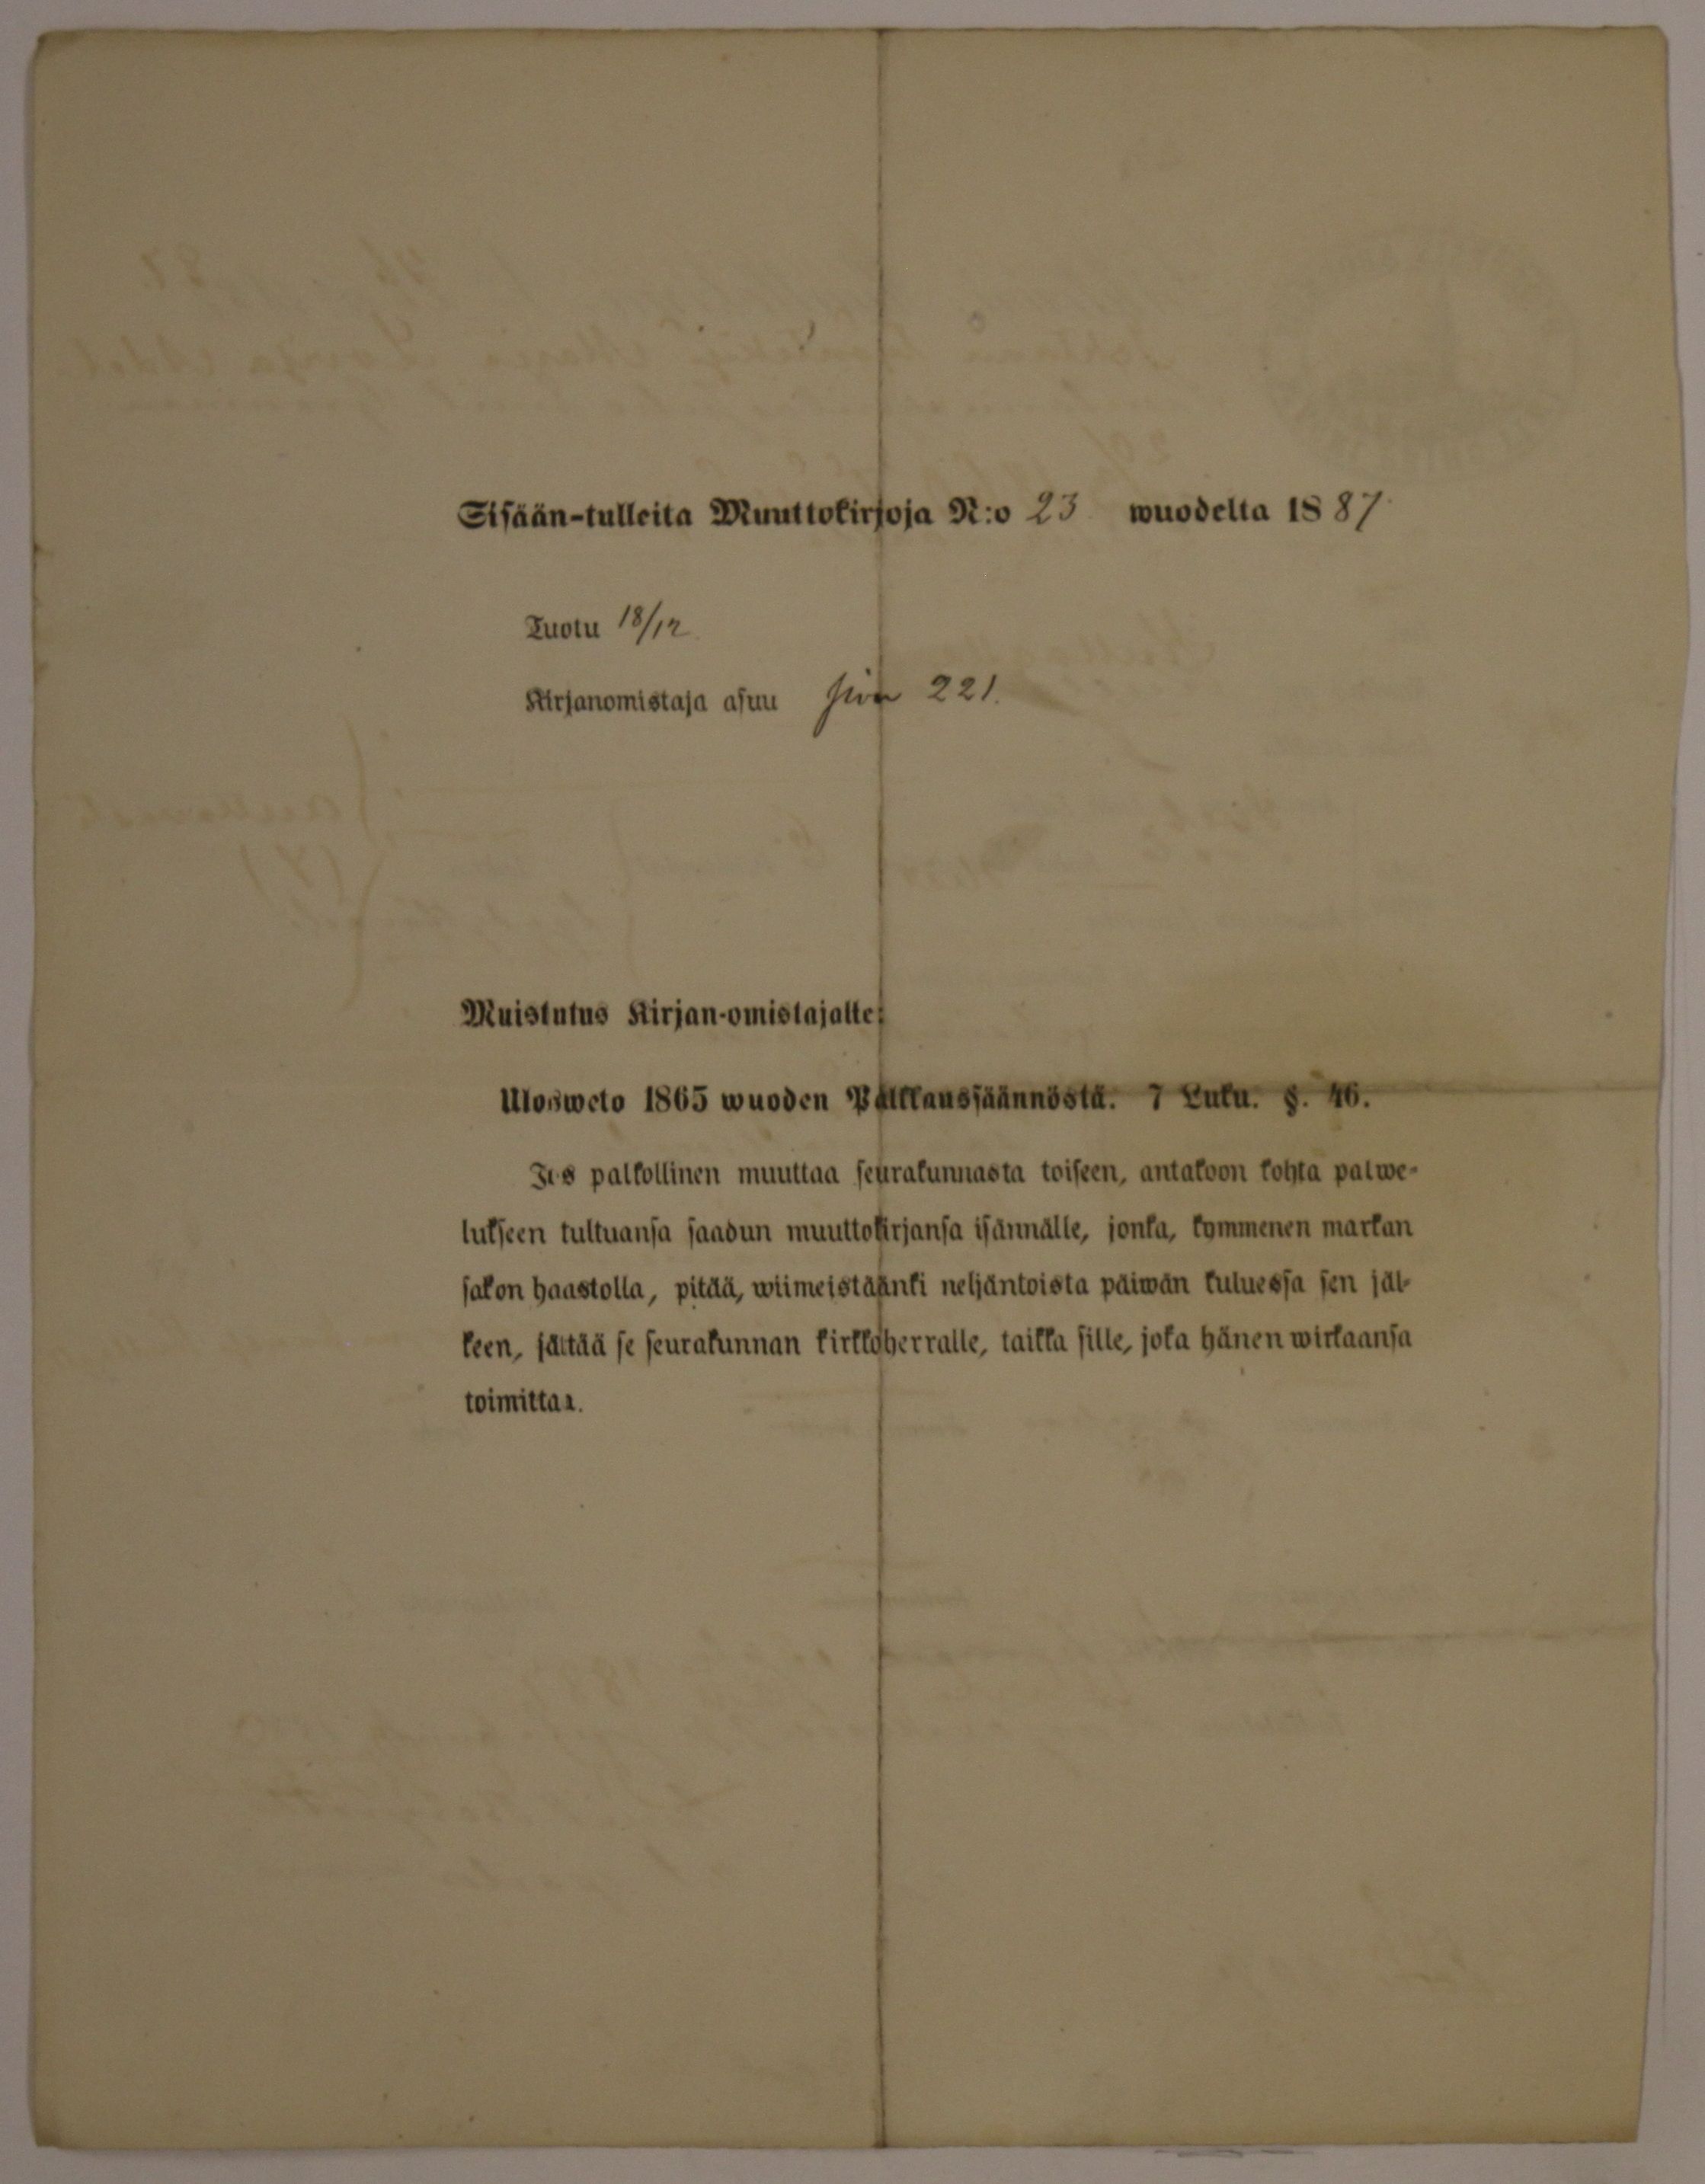 Sisään-tulleita Muuttokirjoja N:o 23 wuodelta 1887
Tuotu 18/12
Kirjanomistaja asuu siv 221.
Muistutus Kirjan-omistajalle:
Ulosweto 1865 wuoden Palkkaussäännöstä. 7 Luku. §. 46.
Jos palkollinen muuttaa seurakunnasta toiseen, antakoon kohta palwe-
lukseen tultuansa saadun muuttokirjansa isännälle, jonka, kymmenen markan
sakon haastolla, pitää, wiimeistäänki neljäntoista päiwän kuluessa sen jäl-
keen, jättää se seurakunnan kirkkoherralle, taikka sille, joka hänen wirkaansa
toimittaa.